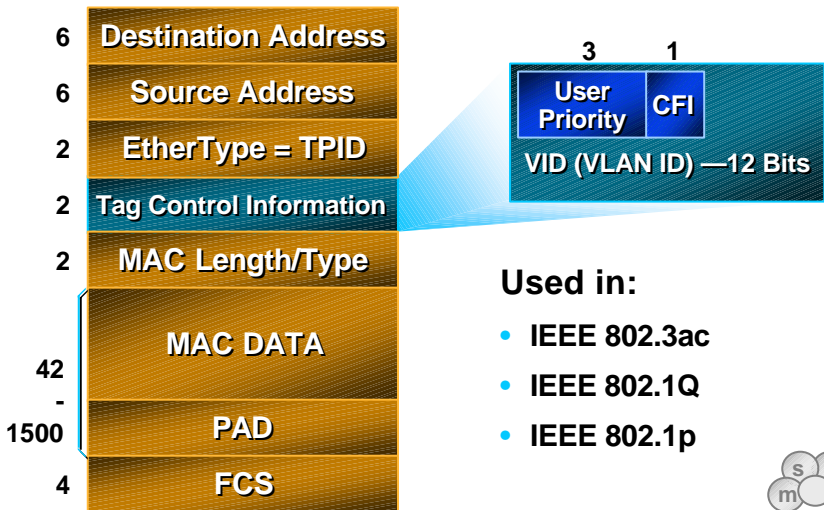 6 Destination Address
6 Source Address
2 EtherType = TPID
2 Tag Control Information
2 MAC Length/Type
42
-
1500
MAC DATA
PAD
4 FCS
3 1
User
Priority
CFI
VID (VLAN ID) —12 Bits
Used in:
• IEEE 802.3ac
• IEEE 802.1Q
• IEEE 802.1p
s
m